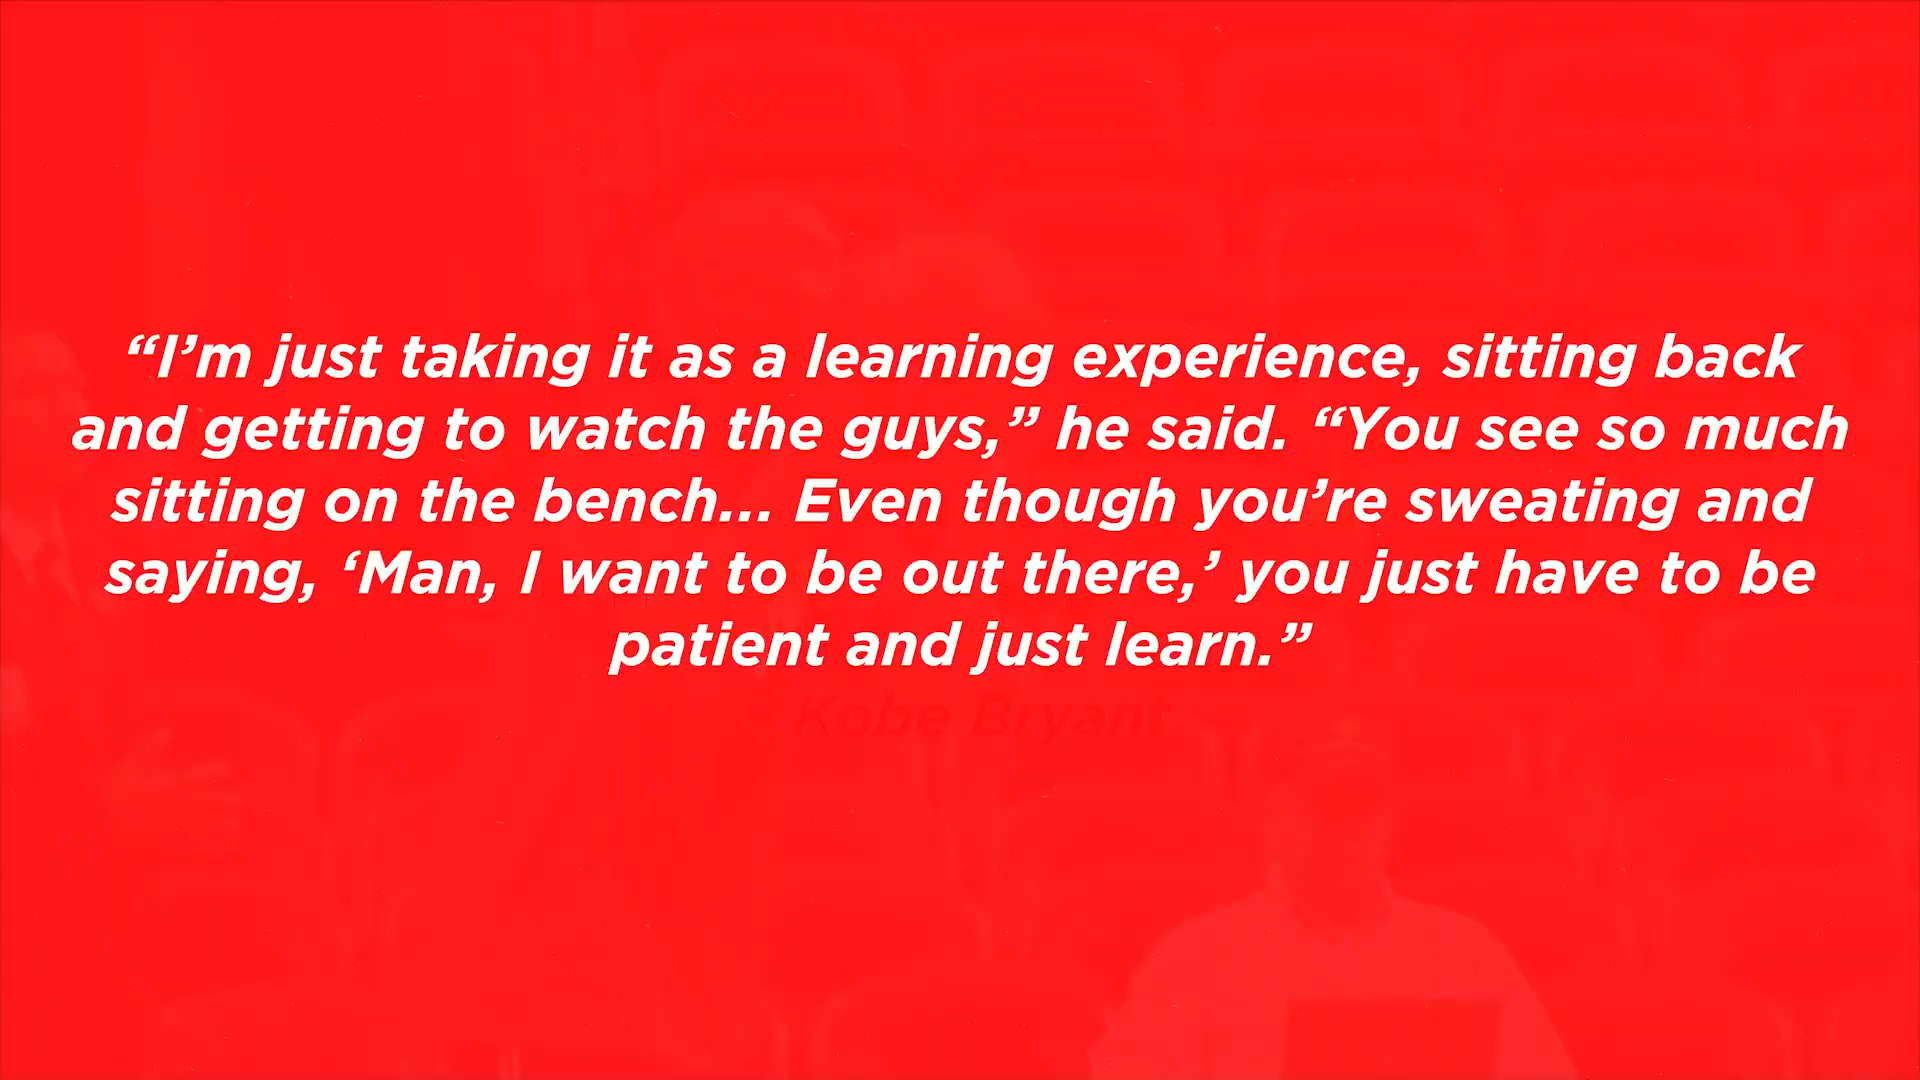 “I’m just taking it as a learning experience, sitting back
and getting to watch the guys,” he said. “You see so much
sitting on the bench... Even though you’re sweating and
saying, ‘Man, I want to be out there,’ you just have to be
patient and just learn.”
Kobe Bryant